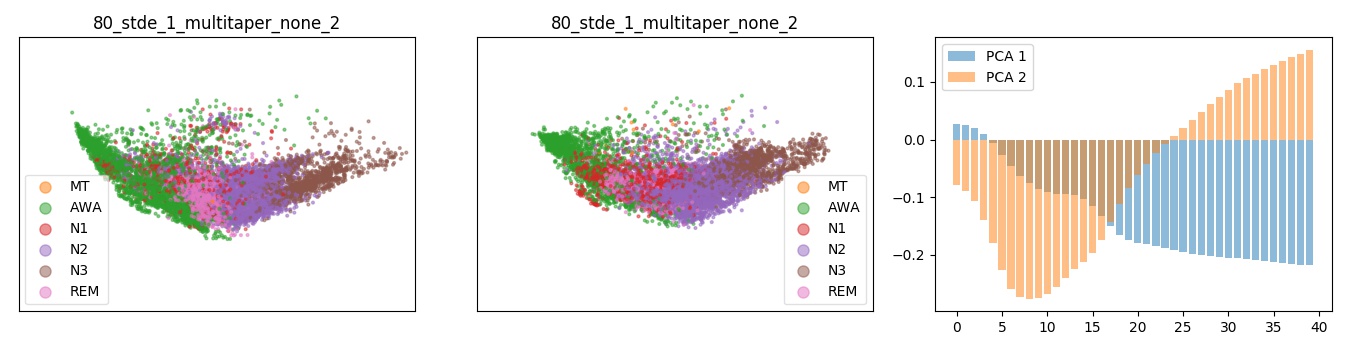 80_stde_1_multitaper_none_2
MT
AWA
N1
N2
N3
REM
80_stde_1_multitaper_none_2
MT
AWA
N1
N2
N3
REM
PCA 1
PCA 2
0.1
0.0
−0.1
−0.2
0 5 10 15 20 25 30 35 40